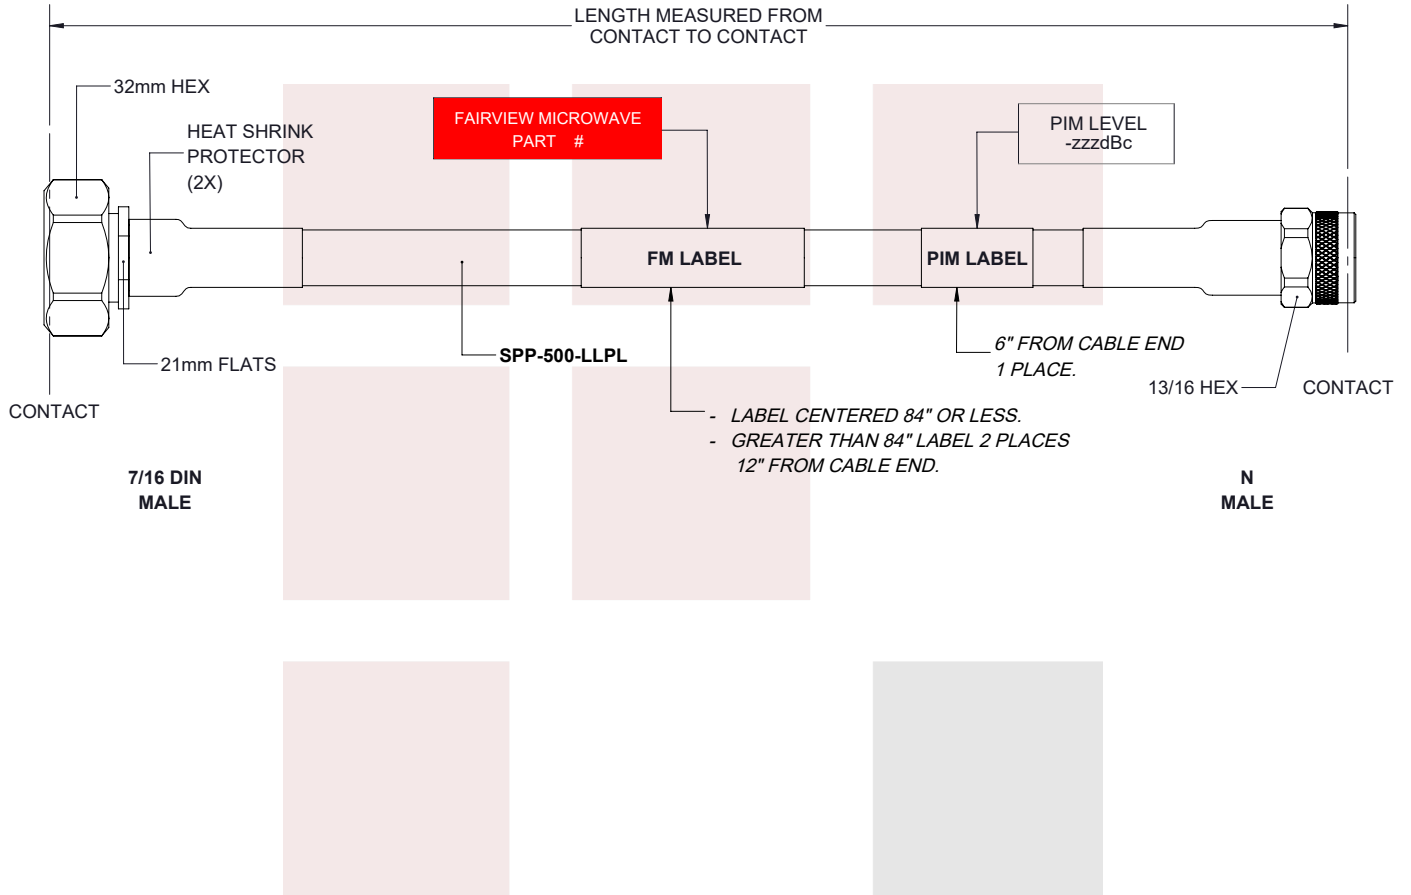 LENGTH MEASURED FROM
CONTACT TO CONTACT
32mm HEX
HEAT SHRINK
PROTECTOR
(2X)
FAIRVIEW MICROWAVE
PART #
PIM LEVEL
-zzzdBc
FM LABEL
PIM LABEL
21mm FLATS
SPP-500-LLPL
6" FROM CABLE END
1 PLACE.
13/16 HEX
CONTACT
CONTACT
- LABEL CENTERED 84" OR LESS.
- GREATER THAN 84" LABEL 2 PLACES
12" FROM CABLE END.
7/16 DIN
MALE
N
MALE